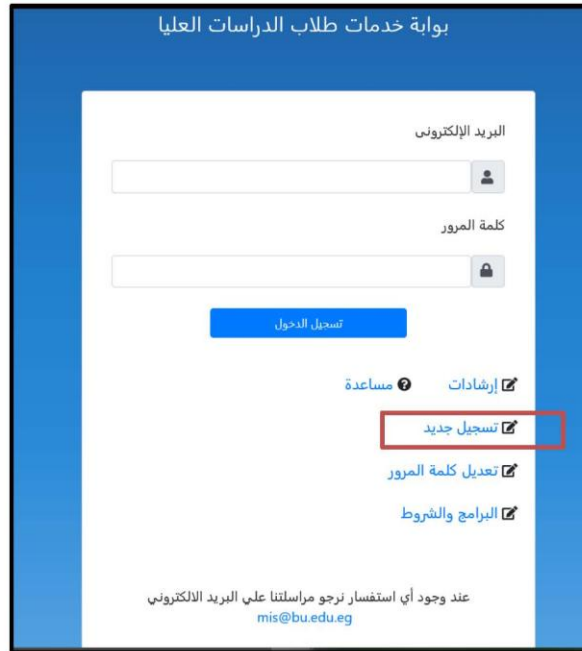 بوابة خدمات طلاب الدراسات العليا
البريد الإلكترونى
كلمة المرور
تسجيل الدخول
إرشادات مساعدة
تسجيل جديد
تعديل كلمة المرور
البرامج والشروط
عند وجود أي استفسار نرجو مراسلتنا علي البريد الالكتروني
mis@bu.edu.eg